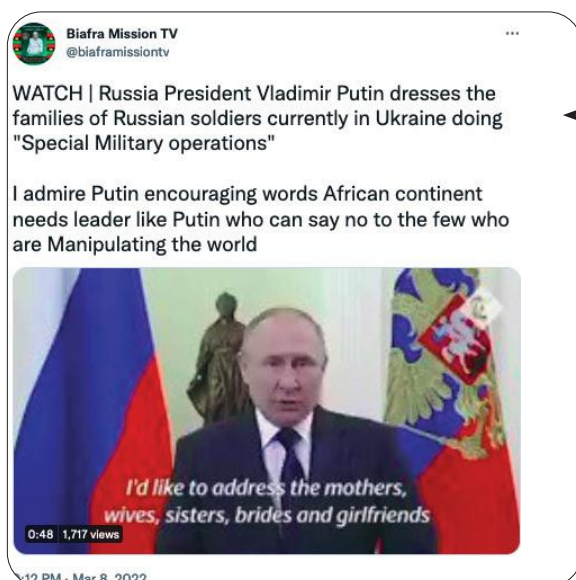 Biafra Mission TV
@biaframissiontv
WATCH | Russia President Vladimir Putin dresses the
families of Russian soldiers currently in Ukraine doing
"Special Military operations"
I admire Putin encouraging words African continent
needs leader like Putin who can say no to the few who
are Manipulating the world
I'd like to address the mothers,
wives, sisters, brides and girlfriends
0:48 1,717 views
:12 PM · Mar 8, 2022